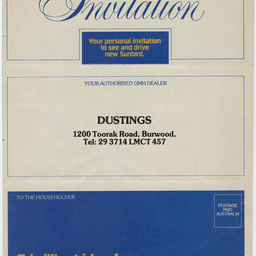 Invitation
Your personal invitation
to see and drive
new Sunbird.
YOUR AUTHORISED GMH DEALER
DUSTINGS
1200 Toorak Road, Burwood,
Tel: 29 3714 LMCT 457
TO THE HOUSEHOLDER
POSTAGE
PAID
AUSTRALIA